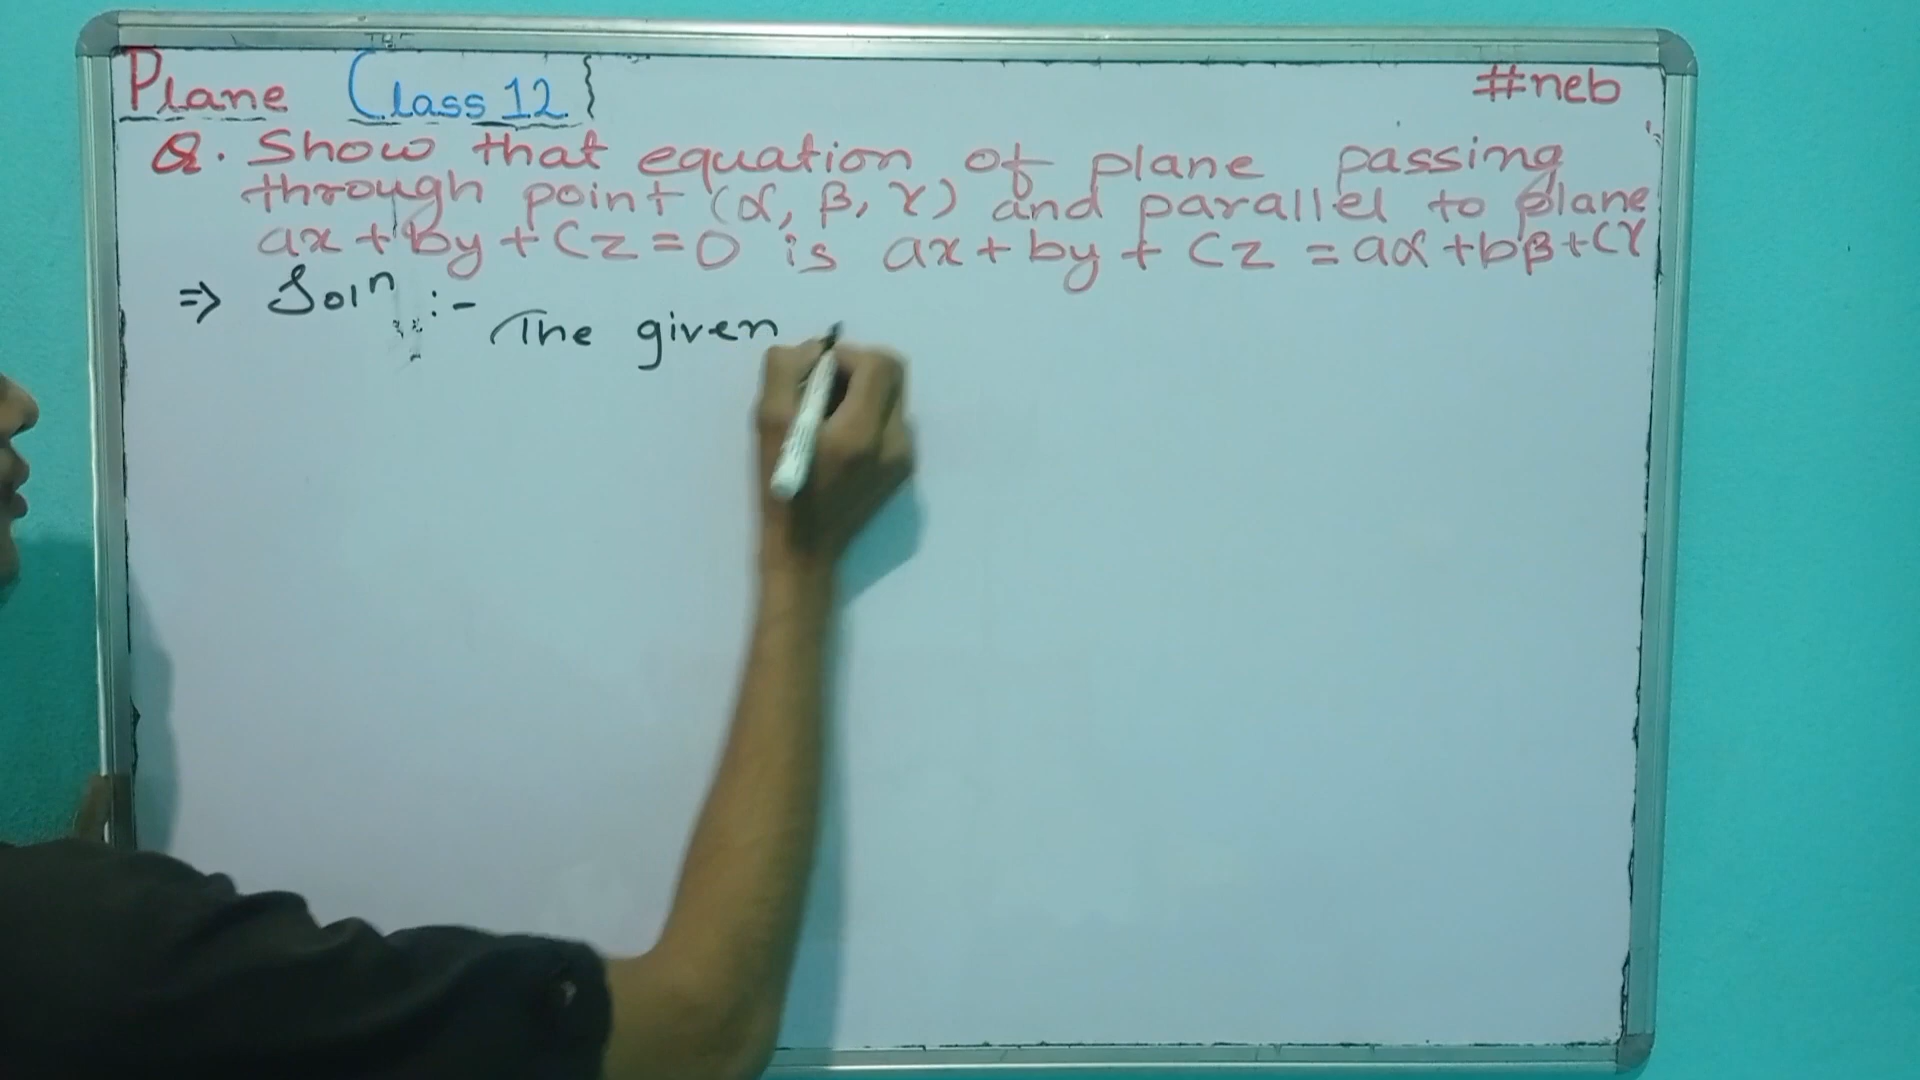 Plane Class 12}
#neb
Q. Show that equation of plane passing
through point (α, β, γ) and parallel to plane
ax + by + cz = 0 is ax + by + cz = aα + bβ + cγ
⇒ Solⁿ :- The given